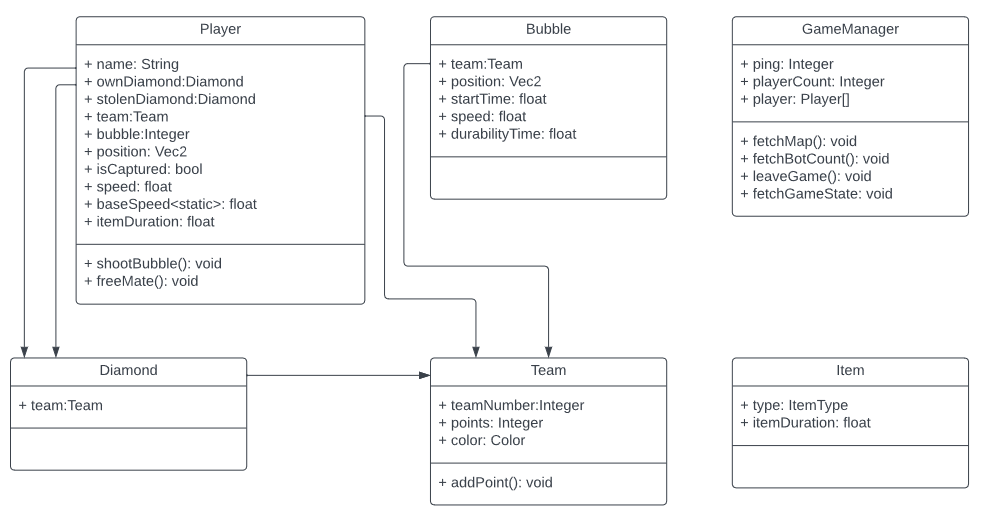 Player
+ name: String
+ ownDiamond:Diamond
+ stolenDiamond:Diamond
+ team:Team
+ bubble:Integer
+ position: Vec2
+ isCaptured: bool
+ speed: float
+ baseSpeed<static>: float
+ itemDuration: float
+ shootBubble(): void
+ freeMate(): void
Bubble
+ team:Team
+ position: Vec2
+ startTime: float
+ speed: float
+ durabilityTime: float
GameManager
+ ping: Integer
+ playerCount: Integer
+ player: Player[]
+ fetchMap(): void
+ fetchBotCount(): void
+ leaveGame(): void
+ fetchGameState: void
Diamond
+ team:Team
Team
+ teamNumber:Integer
+ points: Integer
+ color: Color
+ addPoint(): void
Item
+ type: ItemType
+ itemDuration: float